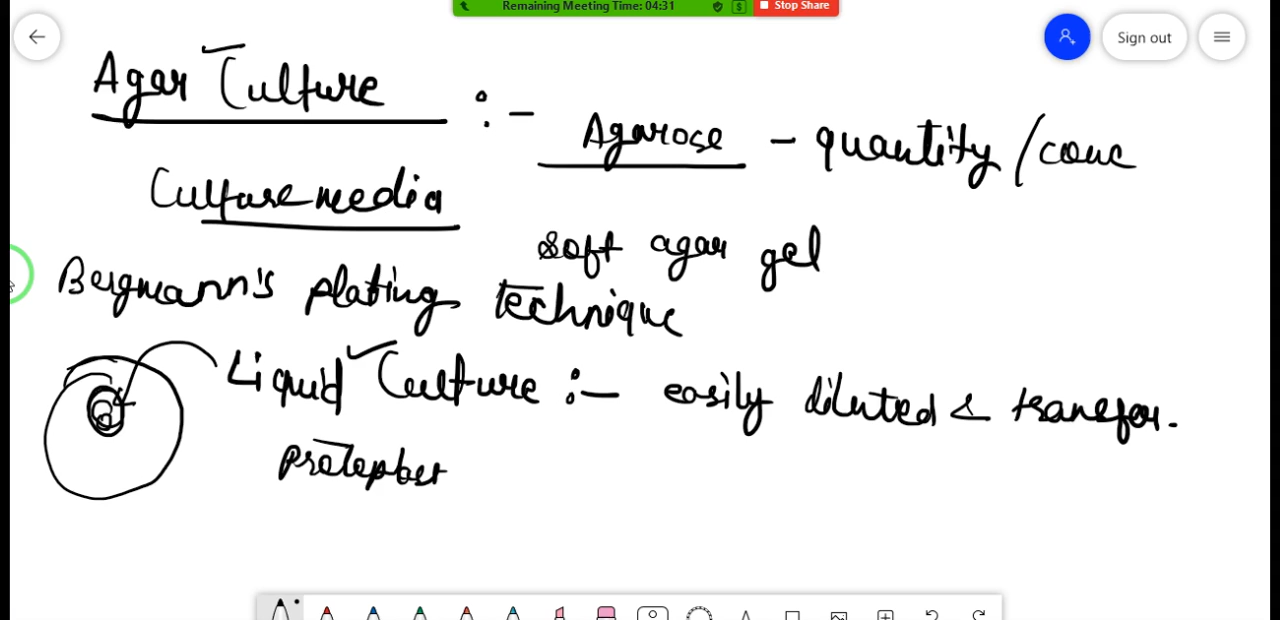 Remaining Meeting Time: 04:31
Stop Share
Sign out
Agar Culture :- Agarose - quantity/conc
Culture media
soft agar gel
Bergmann's plating technique
Liquid Culture :- easily diluted & transfer.